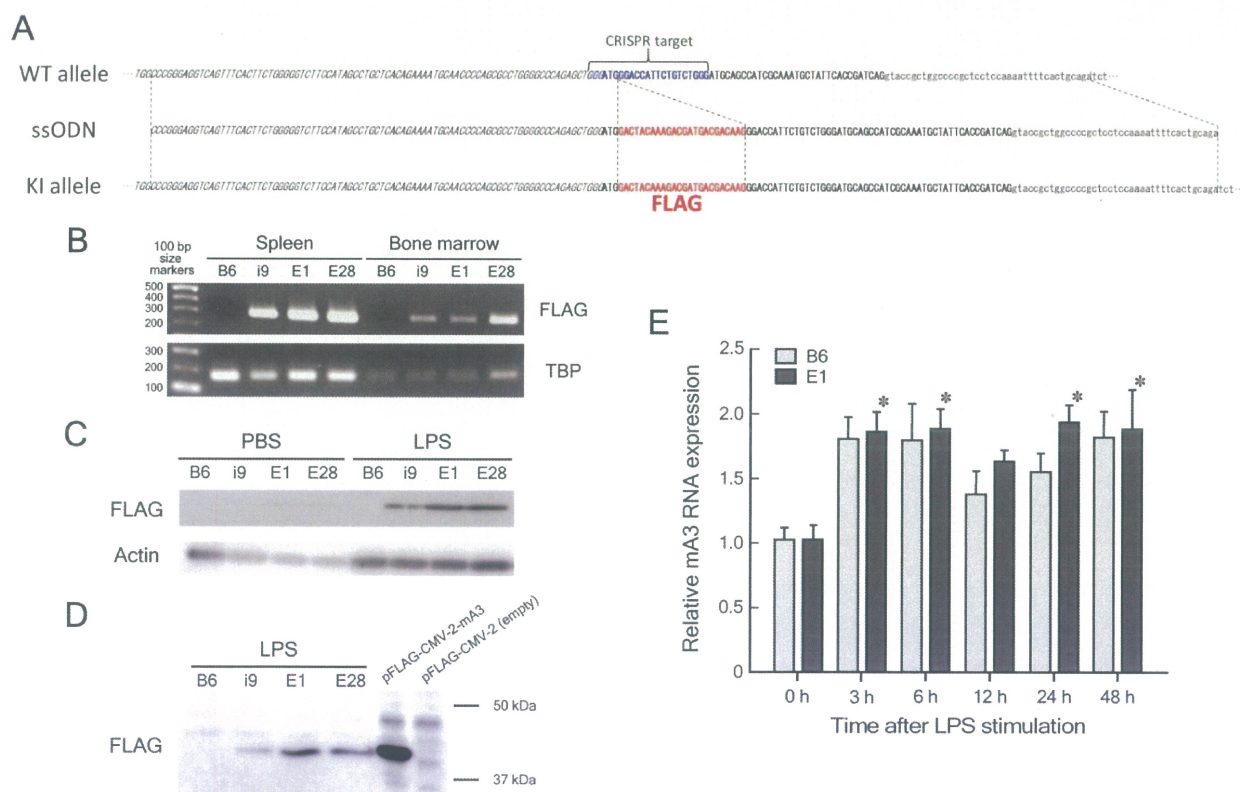 A
CRISPR target
WT allele
···TGGCCCGGGAGGTCAGTTTCACTTCTGGGGGTCTTCCATAGCCTGCTCACAGAAAATGCAACCCCAGCGCCTGGGGCCCAGAGCTGGGATGGGACCATTCTGTCTGGGATGCAGCCATCGCAAATGCTATTCACCGATCAGgtaccgctggccccgctcctccaaaattttcactgcagatct···
ssODN
CCCGGGAGGTCAGTTTCACTTCTGGGGGTCTTCCATAGCCTGCTCACAGAAAATGCAACCCCAGCGCCTGGGGCCCAGAGCTGGGATGGACTACAAAGACGATGACGACAAGGGACCATTCTGTCTGGGATGCAGCCATCGCAAATGCTATTCACCGATCAGgtaccgctggccccgctcctccaaaattttcactgcaga
KI allele
···TGGCCCGGGAGGTCAGTTTCACTTCTGGGGGTCTTCCATAGCCTGCTCACAGAAAATGCAACCCCAGCGCCTGGGGCCCAGAGCTGGGATGGACTACAAAGACGATGACGACAAGGGACCATTCTGTCTGGGATGCAGCCATCGCAAATGCTATTCACCGATCAGgtaccgctggccccgctcctccaaaattttcactgcagatct···
FLAG
B
100 bp size markers
Spleen
Bone marrow
B6 i9 E1 E28 B6 i9 E1 E28
500
400
300
200
FLAG
300
200
100
TBP
C
PBS
LPS
B6 i9 E1 E28 B6 i9 E1 E28
FLAG
Actin
D
LPS
B6 i9 E1 E28
pFLAG-CMV-2-mA3
pFLAG-CMV-2 (empty)
50 kDa
FLAG
37 kDa
E
B6
E1
Relative mA3 RNA expression
2.5
2.0
1.5
1.0
0.5
0
* * * *
0 h 3 h 6 h 12 h 24 h 48 h
Time after LPS stimulation